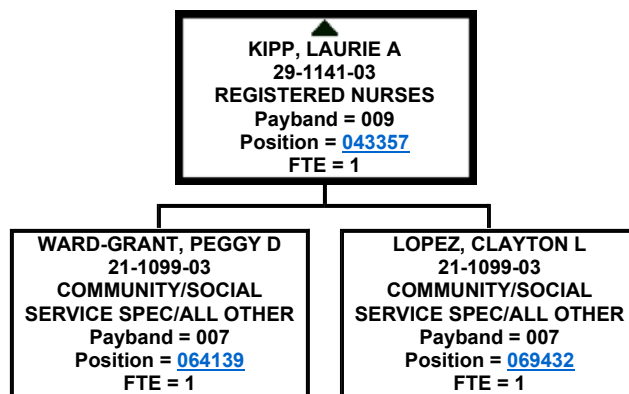 KIPP, LAURIE A
29-1141-03
REGISTERED NURSES
Payband = 009
Position = 043357
FTE = 1
WARD-GRANT, PEGGY D
21-1099-03
COMMUNITY/SOCIAL
SERVICE SPEC/ALL OTHER
Payband = 007
Position = 064139
FTE = 1
LOPEZ, CLAYTON L
21-1099-03
COMMUNITY/SOCIAL
SERVICE SPEC/ALL OTHER
Payband = 007
Position = 069432
FTE = 1